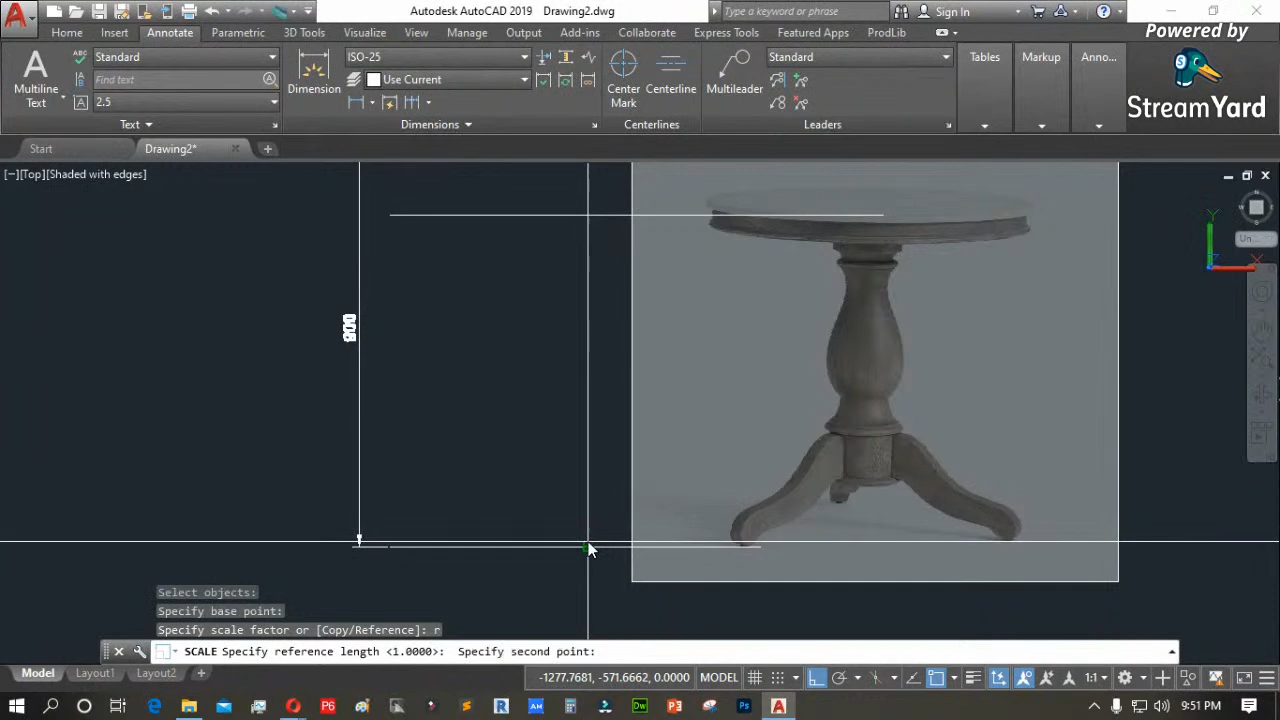 Autodesk AutoCAD 2019 Drawing2.dwg
Type a keyword or phrase
Sign In
Home Insert Annotate Parametric 3D Tools Visualize View Manage Output Add-ins Collaborate Express Tools Featured Apps ProdLib
Powered by
StreamYard
Standard
Find text
2.5
Multiline
Text
Text
ISO-25
Use Current
Dimension
Dimensions
Center
Mark
Centerline
Centerlines
Standard
Multileader
Leaders
Tables
Markup
Anno...
Start
Drawing2*
[−][Top][Shaded with edges]
N
W
Un...
Y
X
Select objects:
Specify base point:
Specify scale factor or [Copy/Reference]: r
SCALE Specify reference length <1.0000>: Specify second point:
Model Layout1 Layout2
-1277.7681, -571.6662, 0.0000 MODEL
1:1
9:51 PM